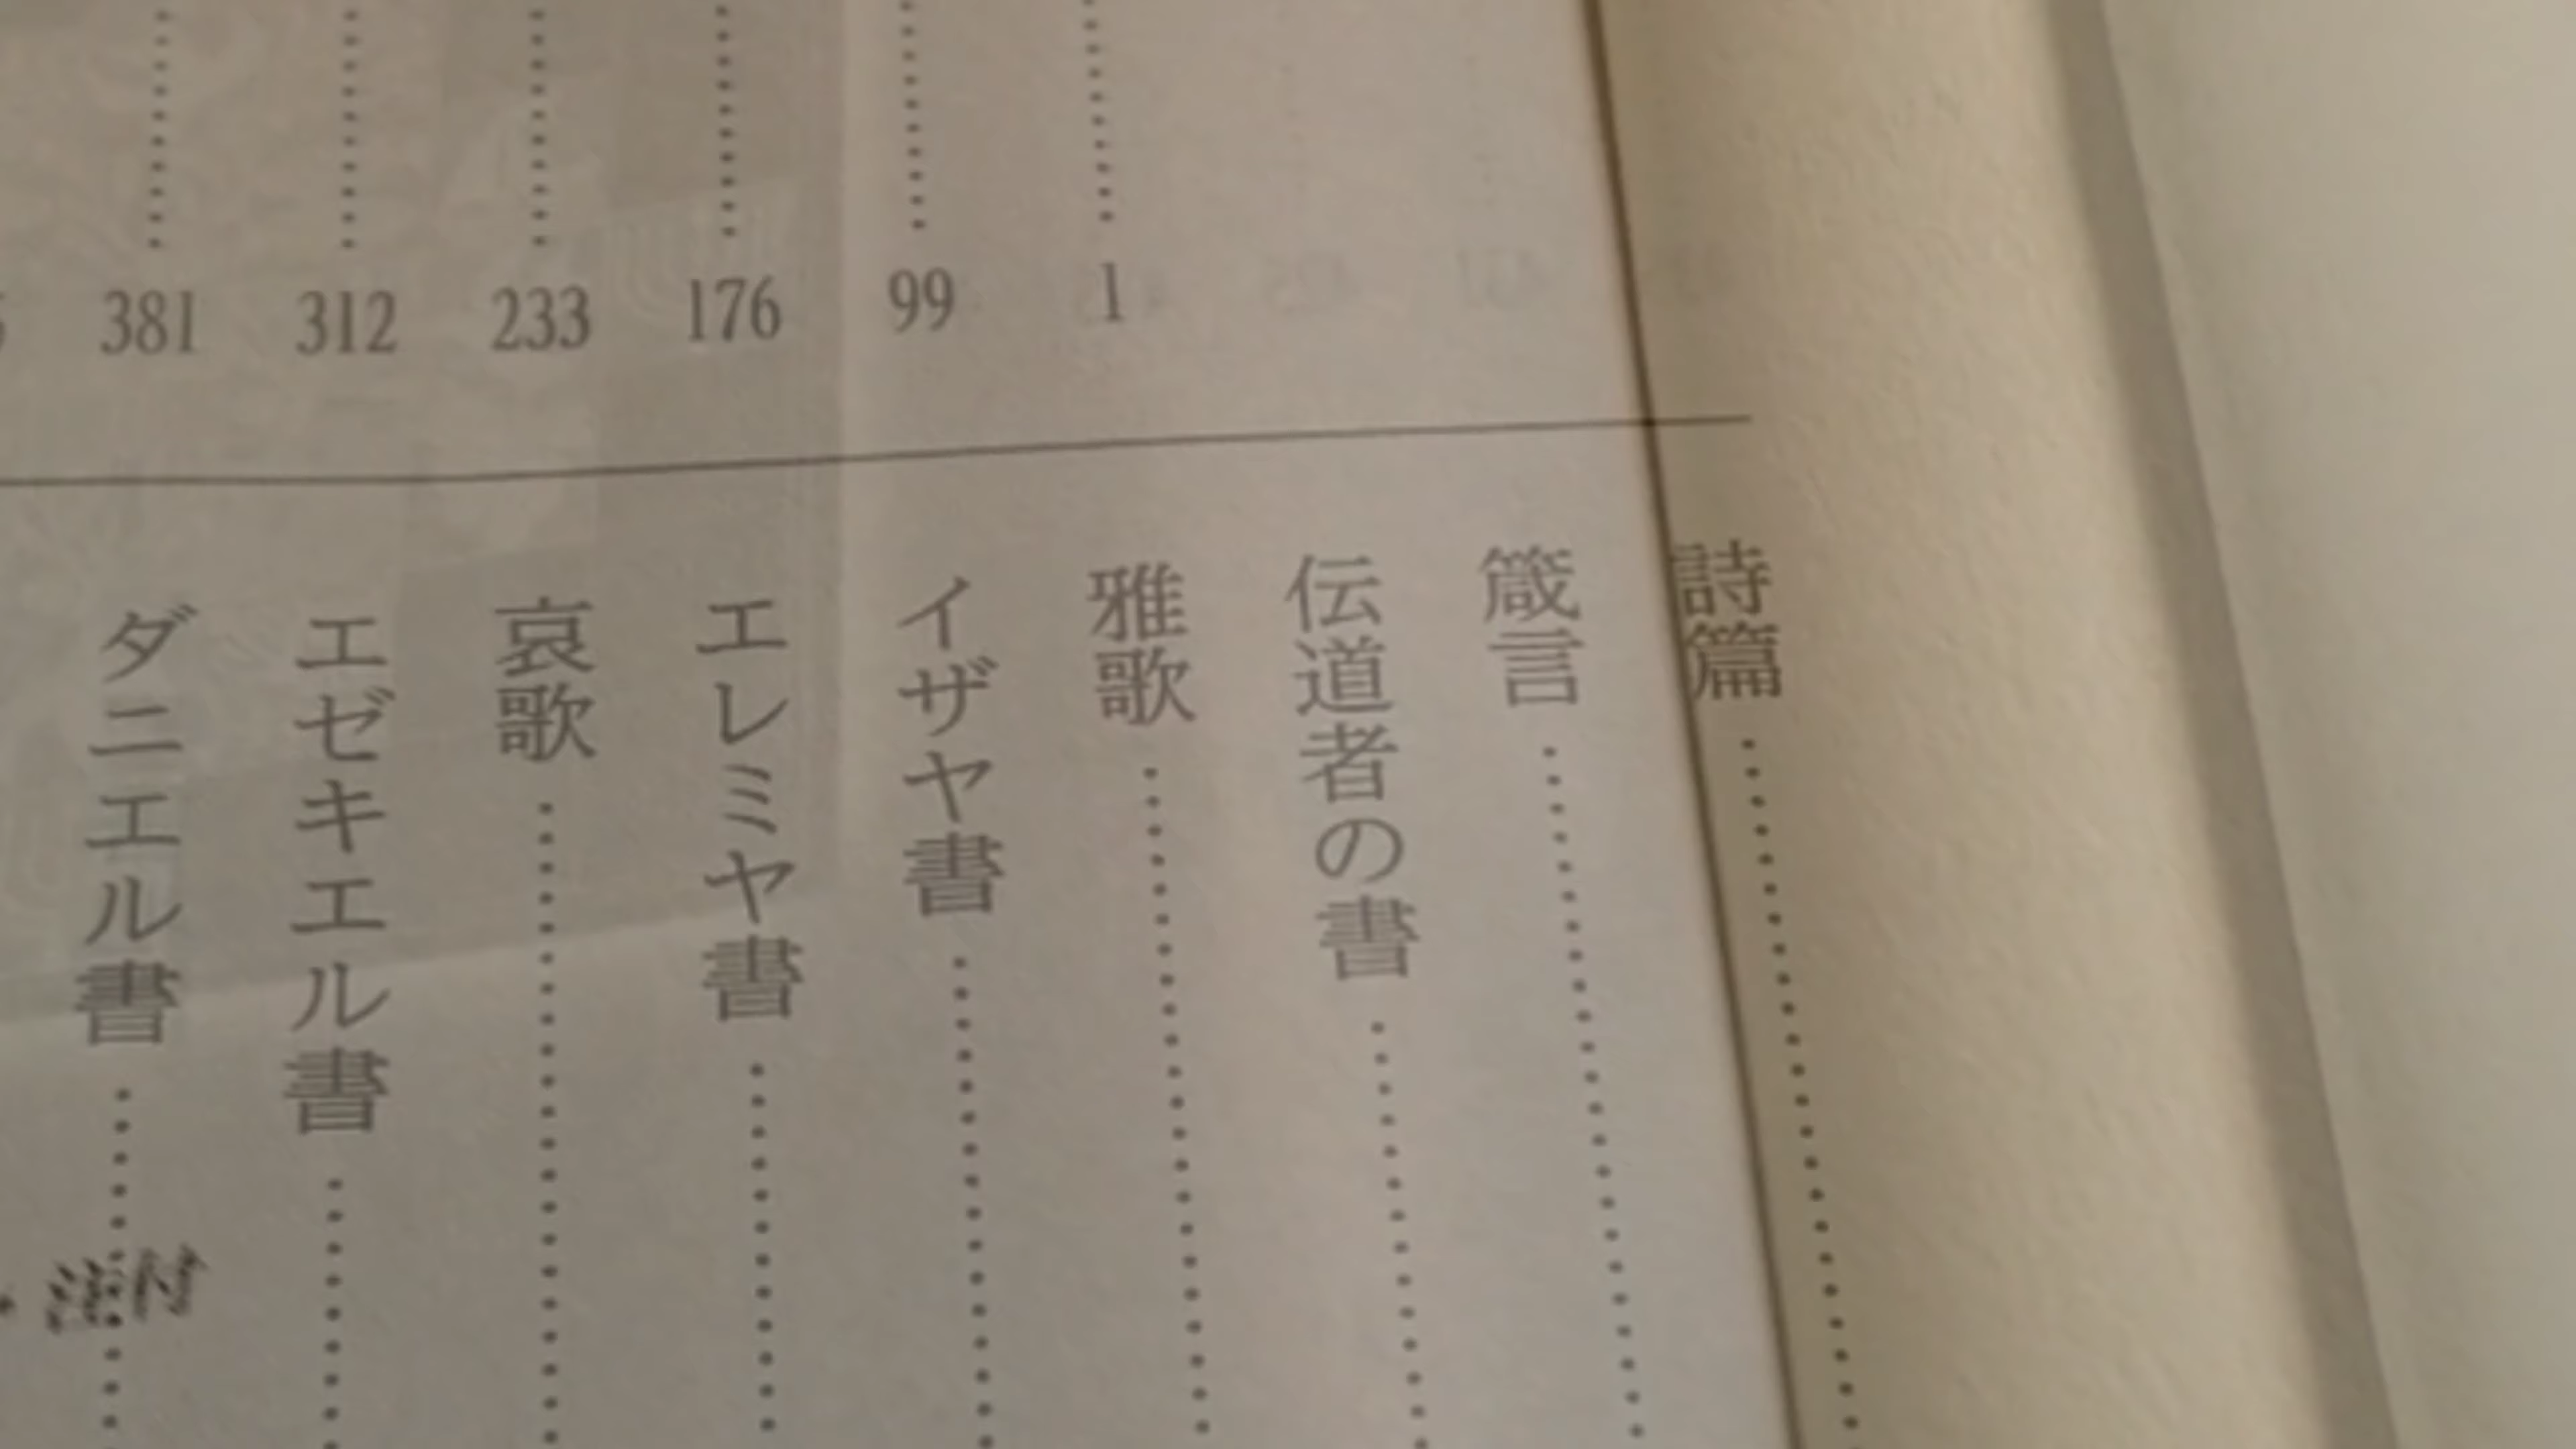 1
99
176
233
312
381
詩篇
箴言
伝道者の書
雅歌
イザヤ書
エレミヤ書
哀歌
エゼキエル書
ダニエル書